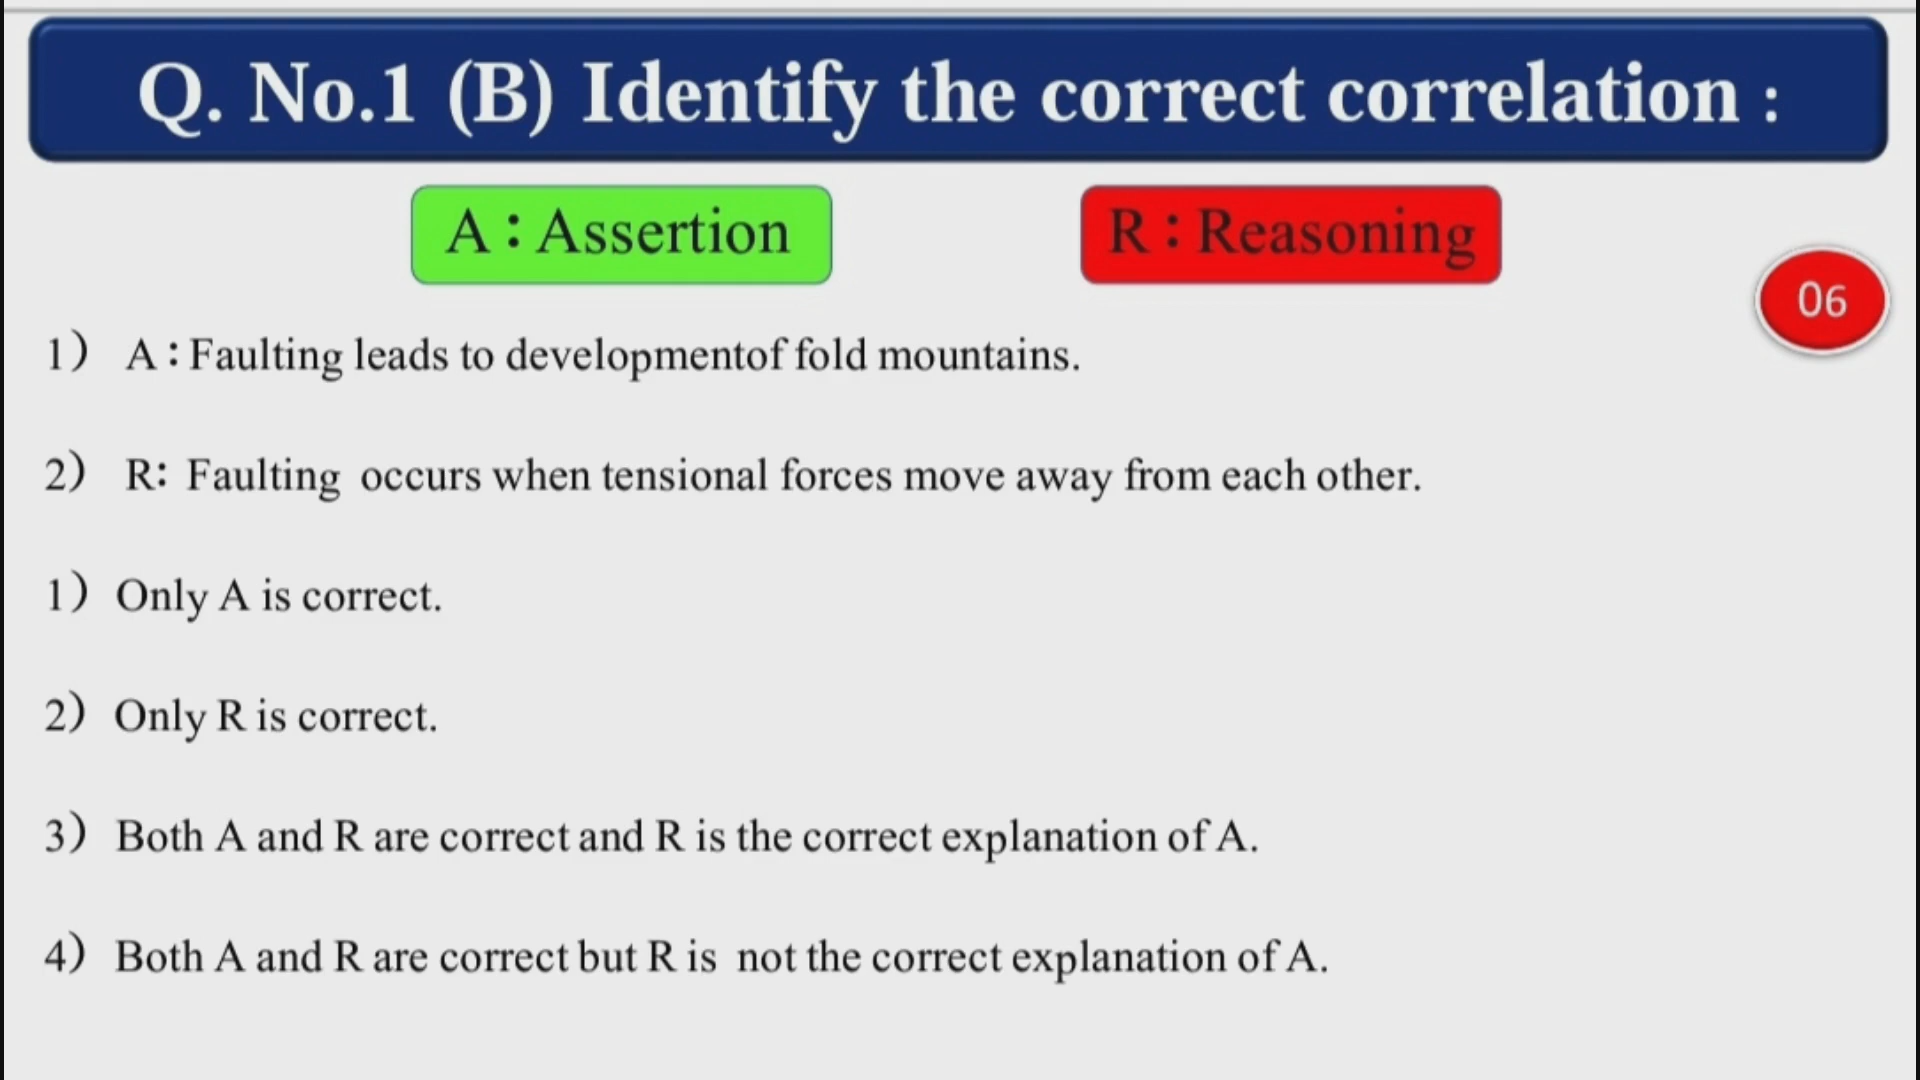 Q. No.1 (B) Identify the correct correlation :
A : Assertion
R : Reasoning
06
1) A : Faulting leads to developmentof fold mountains.
2) R: Faulting occurs when tensional forces move away from each other.
1) Only A is correct.
2) Only R is correct.
3) Both A and R are correct and R is the correct explanation of A.
4) Both A and R are correct but R is not the correct explanation of A.